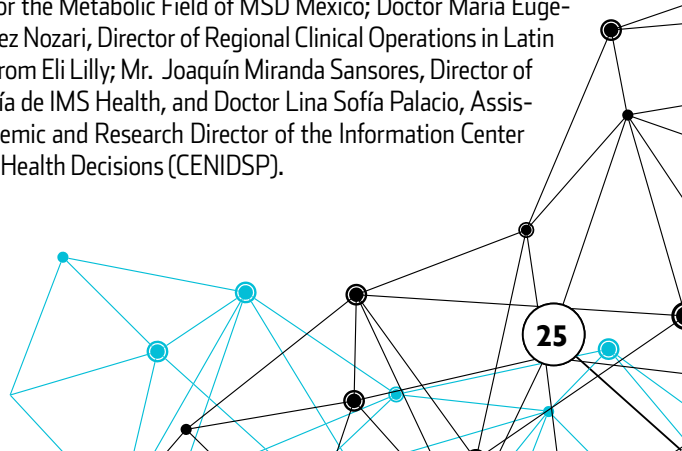 or the Metabolic Field of MSD Mexico; Doctor María Euge-
ez Nozari, Director of Regional Clinical Operations in Latin
rom Eli Lilly; Mr. Joaquín Miranda Sansores, Director of
ía de IMS Health, and Doctor Lina Sofía Palacio, Assis-
emic and Research Director of the Information Center
Health Decisions (CENIDSP).
25